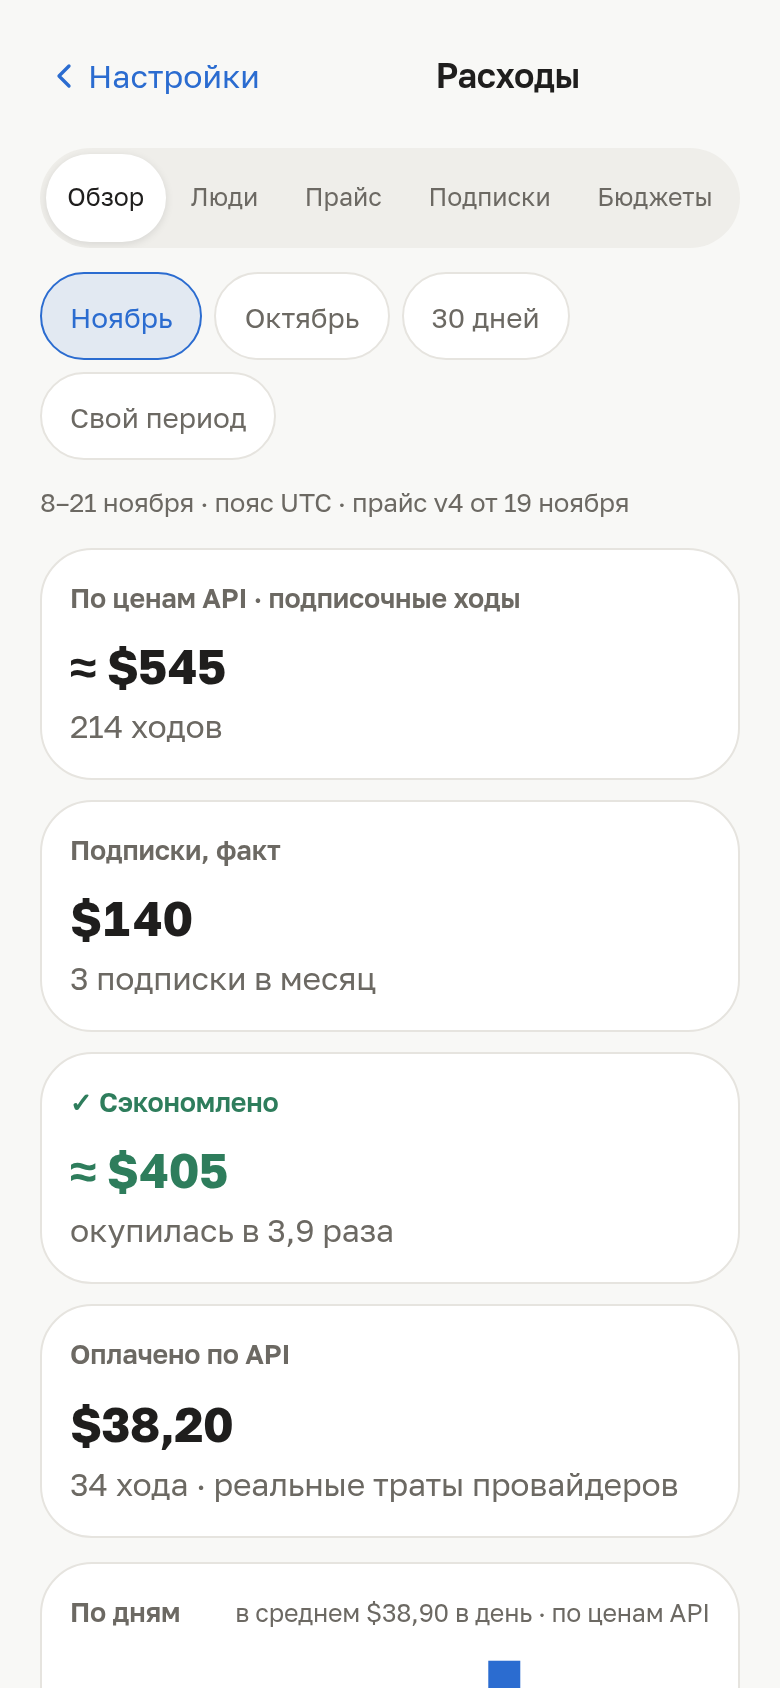 Настройки
Расходы
Обзор Люди Прайс Подписки Бюджеты
Ноябрь Октябрь 30 дней
Свой период
8–21 ноября · пояс UTC · прайс v4 от 19 ноября
По ценам API · подписочные ходы
≈ $545
214 ходов
Подписки, факт
$140
3 подписки в месяц
✓ Сэкономлено
≈ $405
окупилась в 3,9 раза
Оплачено по API
$38,20
34 хода · реальные траты провайдеров
По дням в среднем $38,90 в день · по ценам API